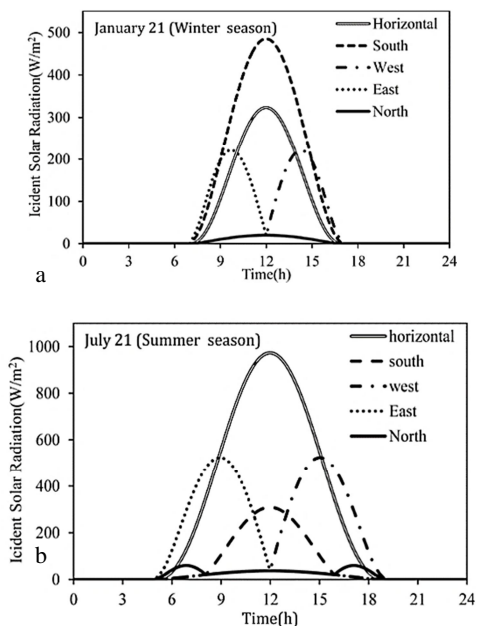 January 21 (Winter season)
Horizontal
South
West
East
North
500
400
300
200
100
0
Icident Solar Radiation(W/m²)
0 3 6 9 12 15 18 21 24
Time(h)
a
July 21 (Summer season)
horizontal
south
west
East
North
1000
800
600
400
200
0
Icident Solar Radiation(W/m²)
0 3 6 9 12 15 18 21 24
Time(h)
b